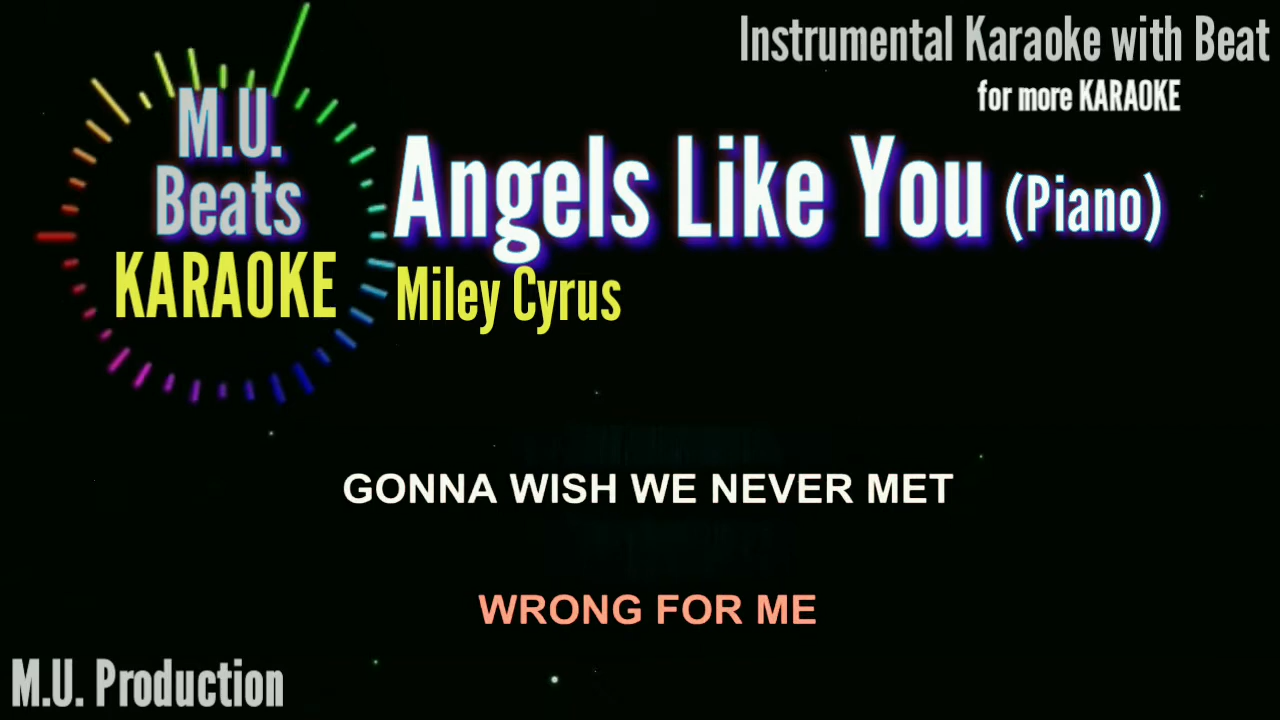 Instrumental Karaoke with Beat
for more KARAOKE
M.U.
Beats
KARAOKE
Angels Like You (Piano)
Miley Cyrus
GONNA WISH WE NEVER MET
WRONG FOR ME
M.U. Production